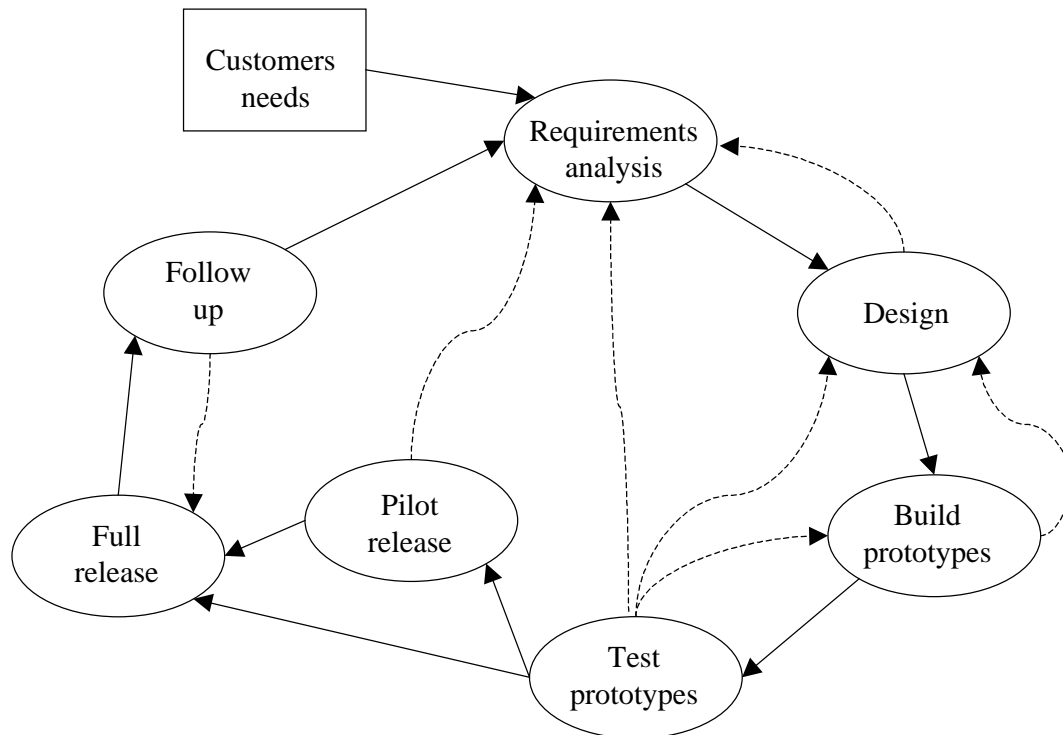 Customers
needs
Requirements
analysis
Follow
up
Design
Pilot
release
Full
release
Build
prototypes
Test
prototypes